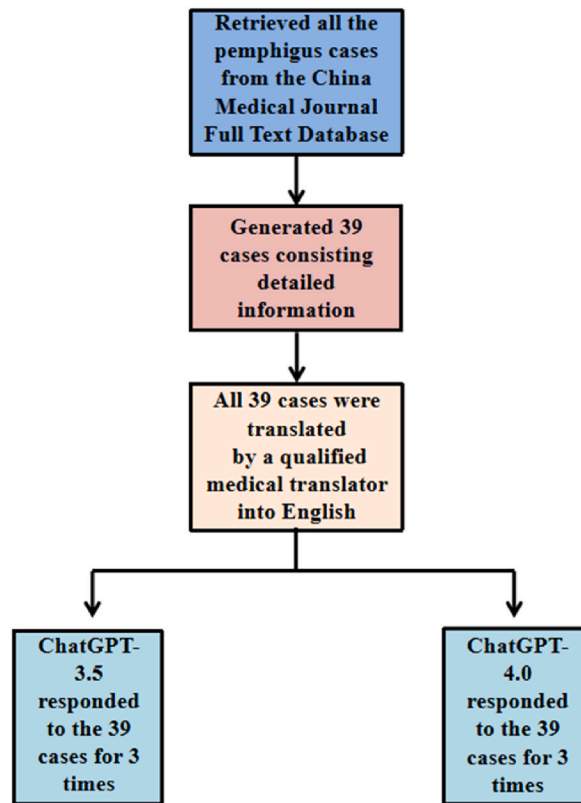 Retrieved all the
pemphigus cases
from the China
Medical Journal
Full Text Database
Generated 39
cases consisting
detailed
information
All 39 cases were
translated
by a qualified
medical translator
into English
ChatGPT-
3.5
responded
to the 39
cases for 3
times
ChatGPT-
4.0
responded
to the 39
cases for 3
times